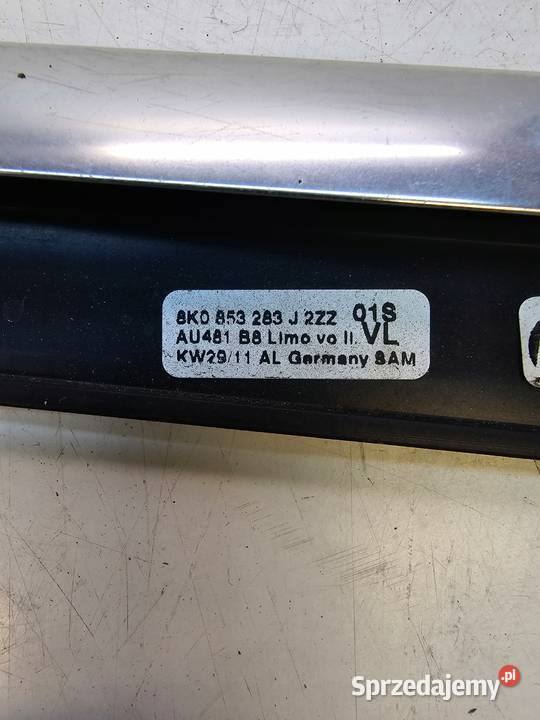 8K0 853 283 J 2ZZ 01S
AU481 B8 Limo vo li. VL
KW29/11 AL Germany SAM
Sprzedajemy.pl